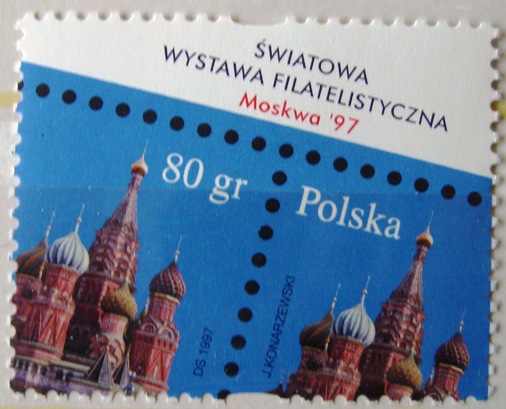 ŚWIATOWA
WYSTAWA FILATELISTYCZNA
Moskwa '97
80 gr
Polska
DS 1997
J.KONARZEWSKI